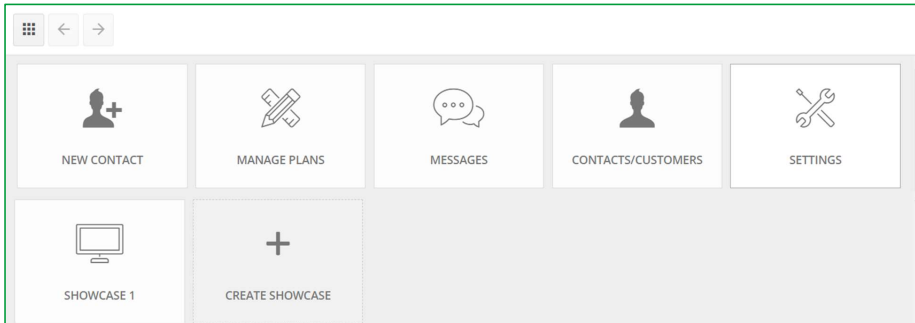 NEW CONTACT
MANAGE PLANS
MESSAGES
CONTACTS/CUSTOMERS
SETTINGS
SHOWCASE 1
CREATE SHOWCASE